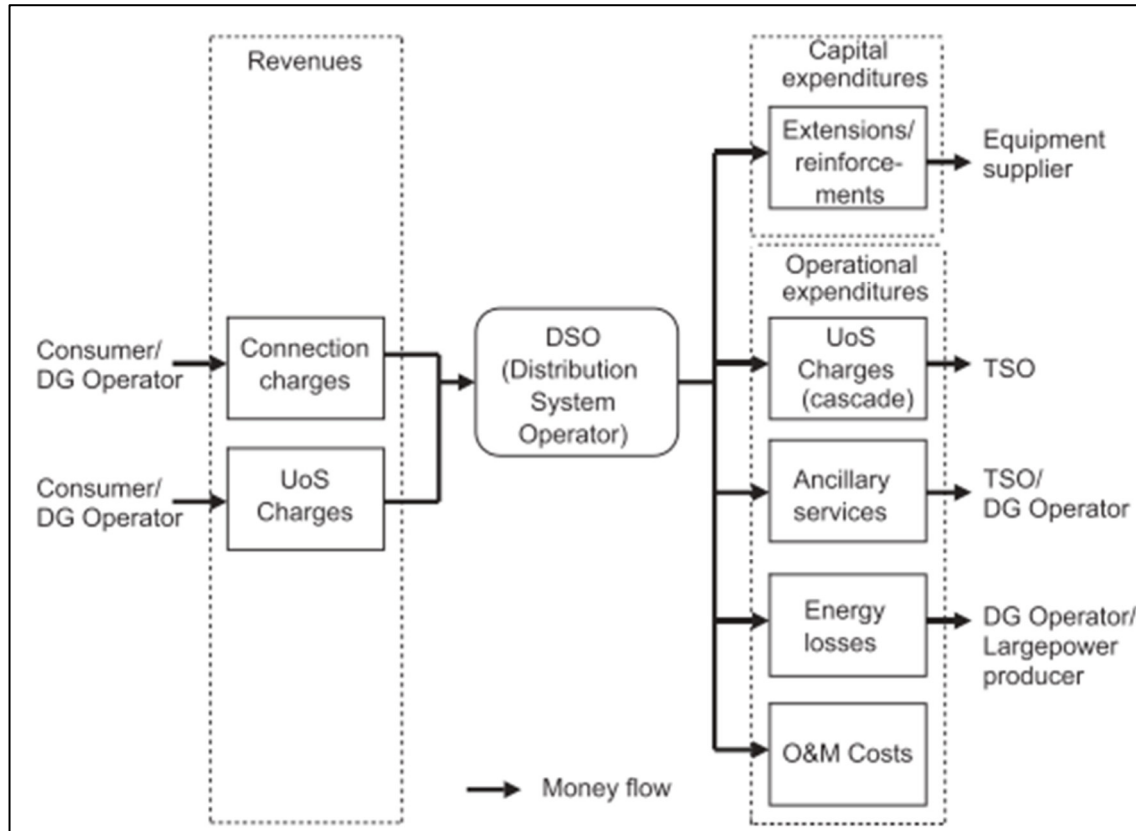 Revenues
Consumer/
DG Operator
Connection
charges
Consumer/
DG Operator
UoS
Charges
DSO
(Distribution
System
Operator)
Capital
expenditures
Extensions/
reinforce-
ments
Equipment
supplier
Operational
expenditures
UoS
Charges
(cascade)
TSO
Ancillary
services
TSO/
DG Operator
Energy
losses
DG Operator/
Largepower
producer
O&M Costs
Money flow